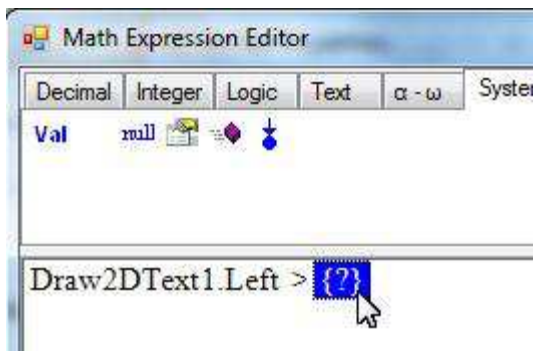 Math Expression Editor
Decimal Integer Logic Text α - ω Syster
Val null
Draw2DText1.Left > {?}